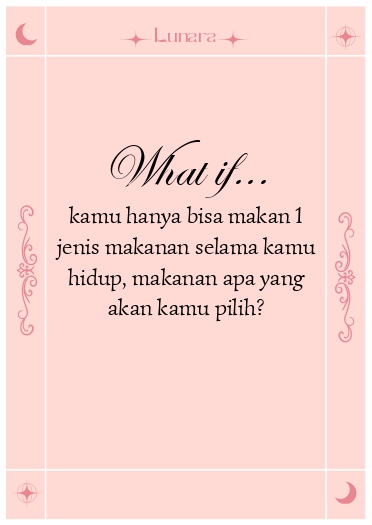 Lunara
What if...
kamu hanya bisa makan 1
jenis makanan selama kamu
hidup, makanan apa yang
akan kamu pilih?